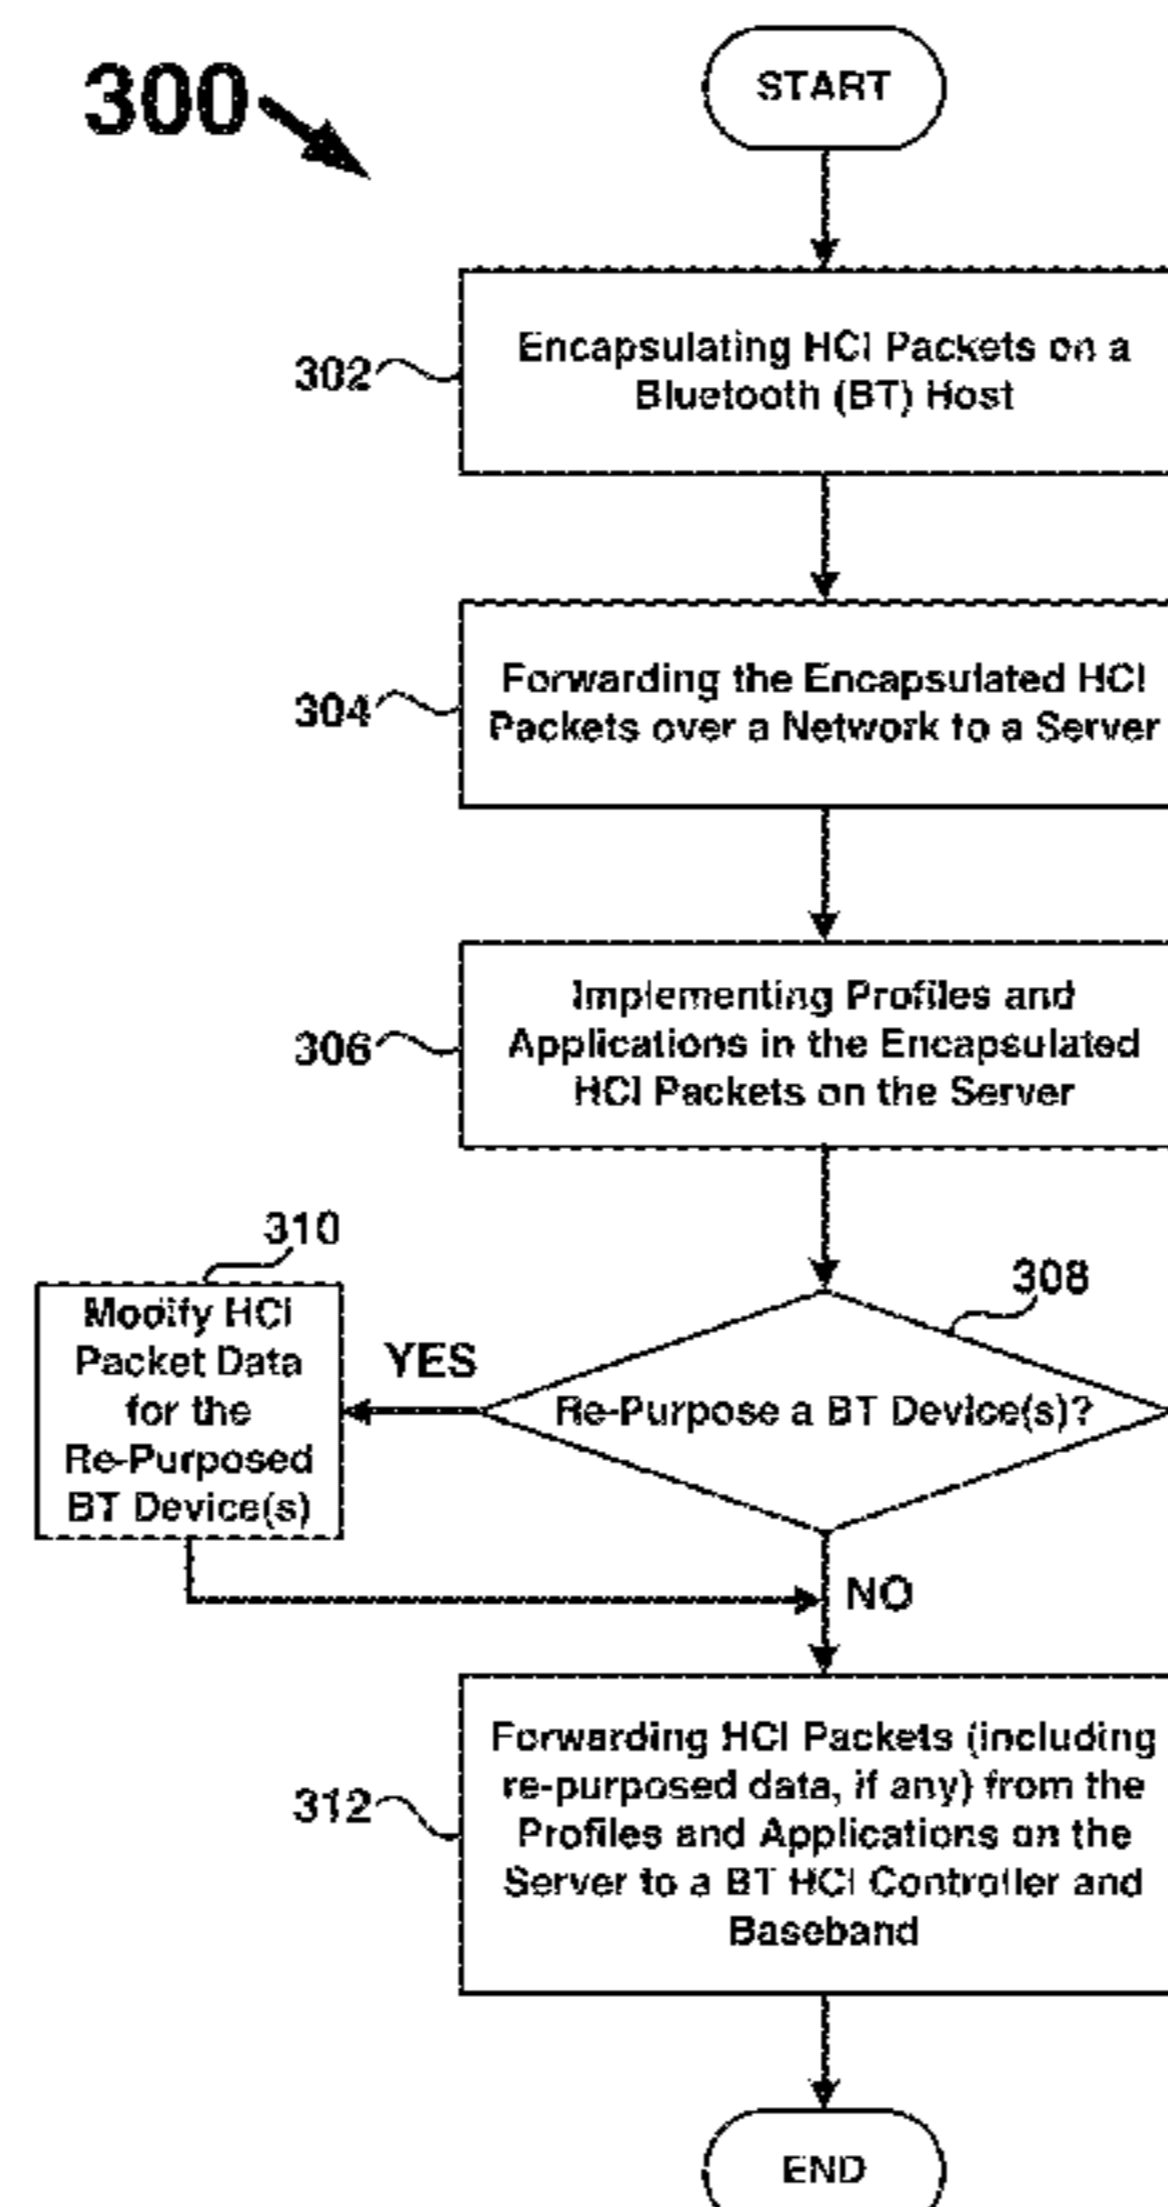 300
START
302
Encapsulating HCI Packets on a
Bluetooth (BT) Host
304
Forwarding the Encapsulated HCI
Packets over a Network to a Server
306
Implementing Profiles and
Applications in the Encapsulated
HCI Packets on the Server
310
Modify HCI
Packet Data
for the
Re-Purposed
BT Device(s)
YES
308
Re-Purpose a BT Device(s)?
NO
312
Forwarding HCI Packets (including
re-purposed data, if any) from the
Profiles and Applications on the
Server to a BT HCI Controller and
Baseband
END